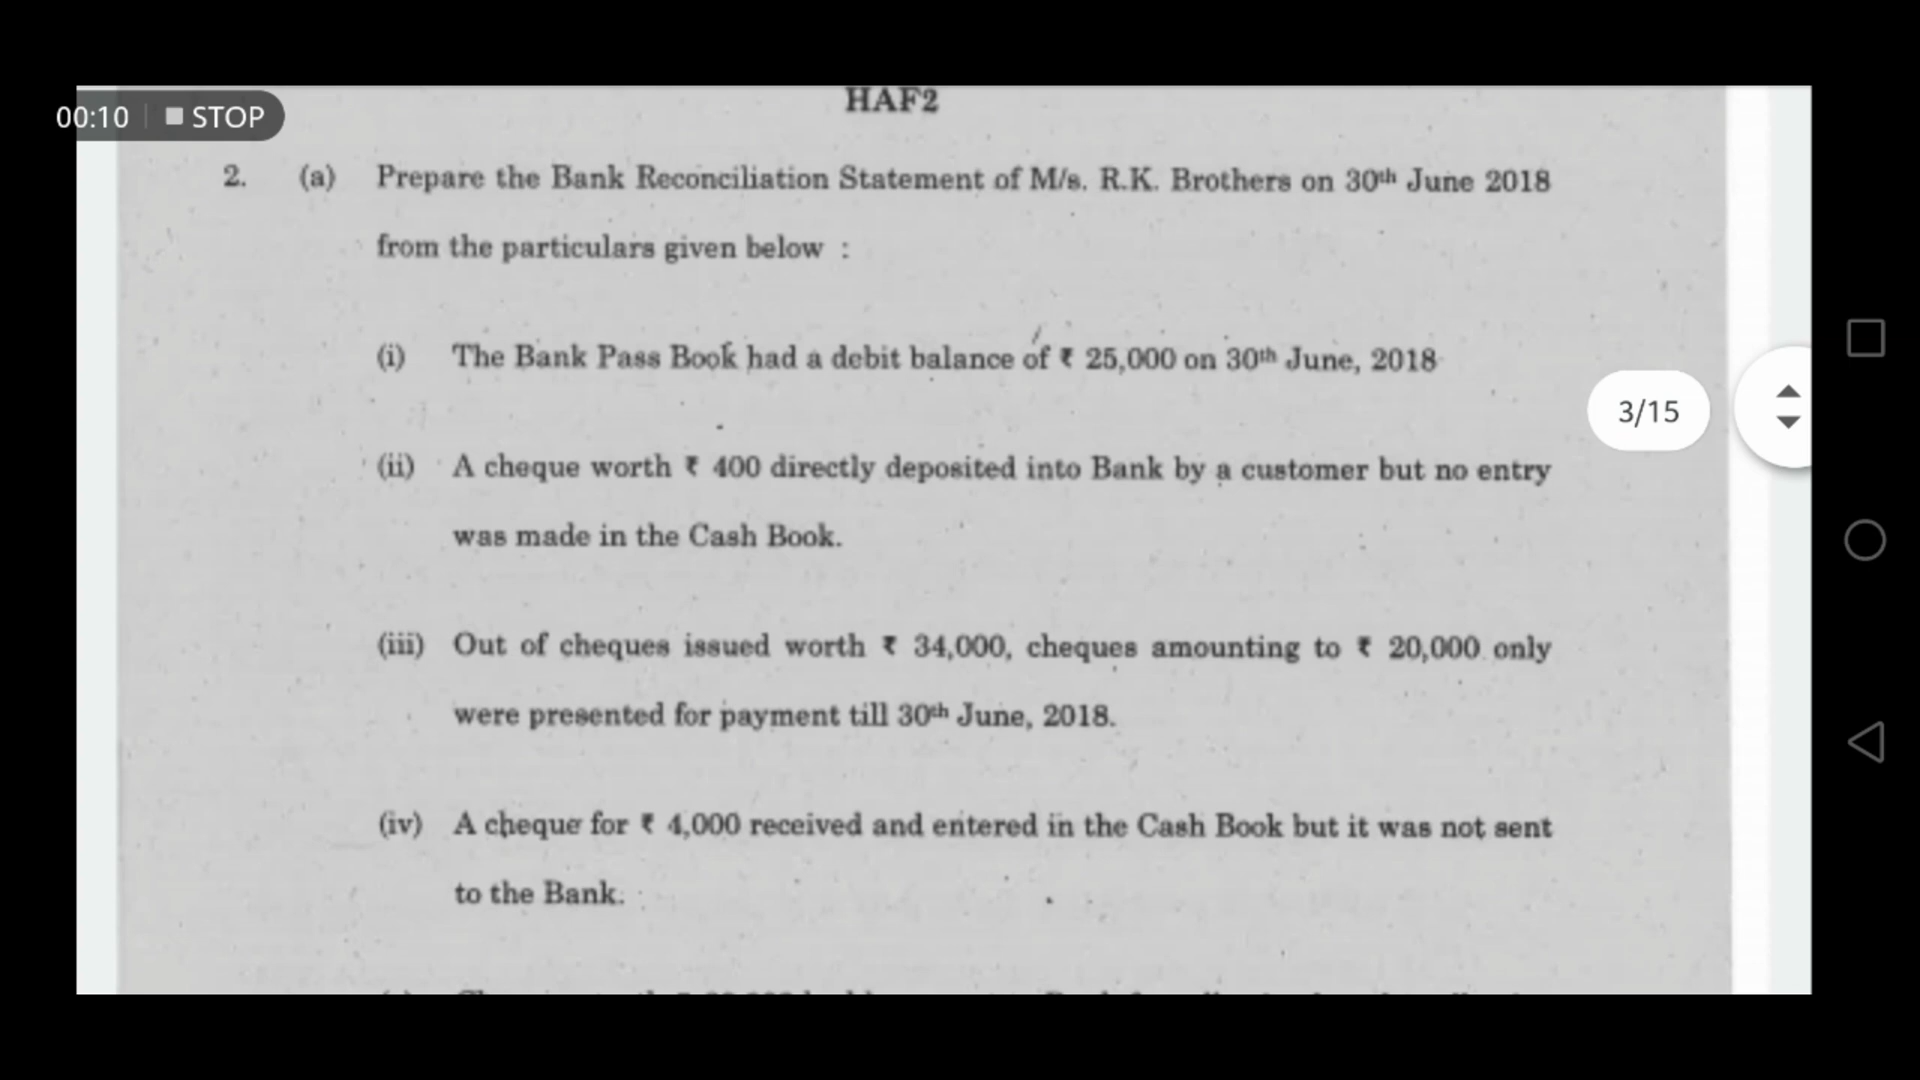 HAF2
00:10 STOP
2. (a) Prepare the Bank Reconciliation Statement of M/s. R.K. Brothers on 30th June 2018
from the particulars given below :
(i) The Bank Pass Book had a debit balance of ₹ 25,000 on 30th June, 2018
3/15
(ii) A cheque worth ₹ 400 directly deposited into Bank by a customer but no entry
was made in the Cash Book.
(iii) Out of cheques issued worth ₹ 34,000, cheques amounting to ₹ 20,000 only
were presented for payment till 30th June, 2018.
(iv) A cheque for ₹ 4,000 received and entered in the Cash Book but it was not sent
to the Bank.